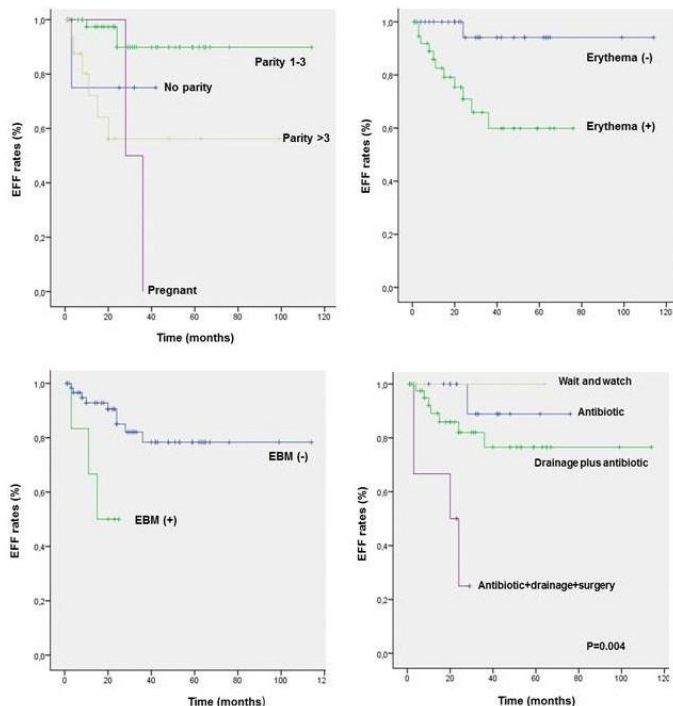 EFF rates (%)
1,0
0,8
0,6
0,4
0,2
0,0
Parity 1-3
No parity
Parity >3
Pregnant
0 20 40 60 80 100 120
Time (months)
EFF rates (%)
1,0
0,8
0,6
0,4
0,2
0,0
Erythema (-)
Erythema (+)
0 20 40 60 80 100 120
Time (months)
EFF rates (%)
1,0
0,8
0,6
0,4
0,2
0,0
EBM (-)
EBM (+)
0 20 40 60 80 100 120
Time (months)
EFF rates (%)
1,0
0,8
0,6
0,4
0,2
0,0
Wait and watch
Antibiotic
Drainage plus antibiotic
Antibiotic+drainage+surgery
P=0.004
0 20 40 60 80 100 120
Time (months)